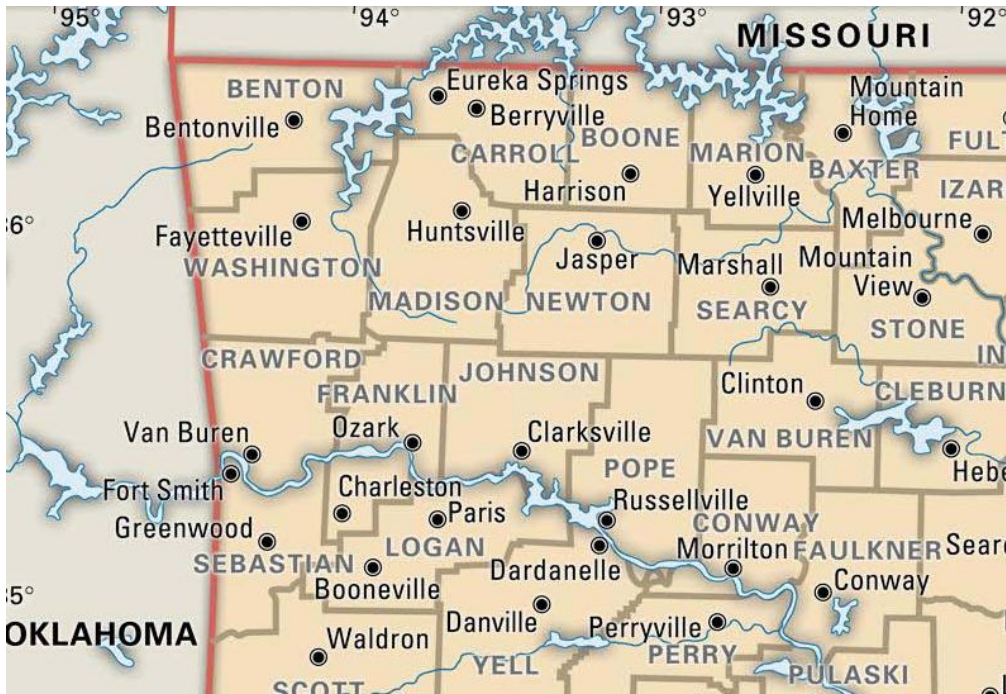 95°
94°
93°
92°
MISSOURI
BENTON
Eureka Springs
Mountain
Home
Bentonville
Berryville
BOONE
CARROLL
MARION
FUL
BAXTER
Harrison
Yellville
IZAR
Melbourne
36°
Fayetteville
Huntsville
Jasper
Marshall
Mountain
View
WASHINGTON
MADISON
NEWTON
SEARCY
STONE
IN
CRAWFORD
FRANKLIN
JOHNSON
Clinton
CLEBURN
Van Buren
Ozark
Clarksville
VAN BUREN
Heb
Fort Smith
Charleston
POPE
Russellville
Greenwood
Paris
CONWAY
SEBASTIAN
LOGAN
Morrilton
FAULKNER
Sear
Booneville
Dardanelle
Conway
35°
OKLAHOMA
Waldron
Danville
Perryville
YELL
PERRY
PULASKI
SCOTT